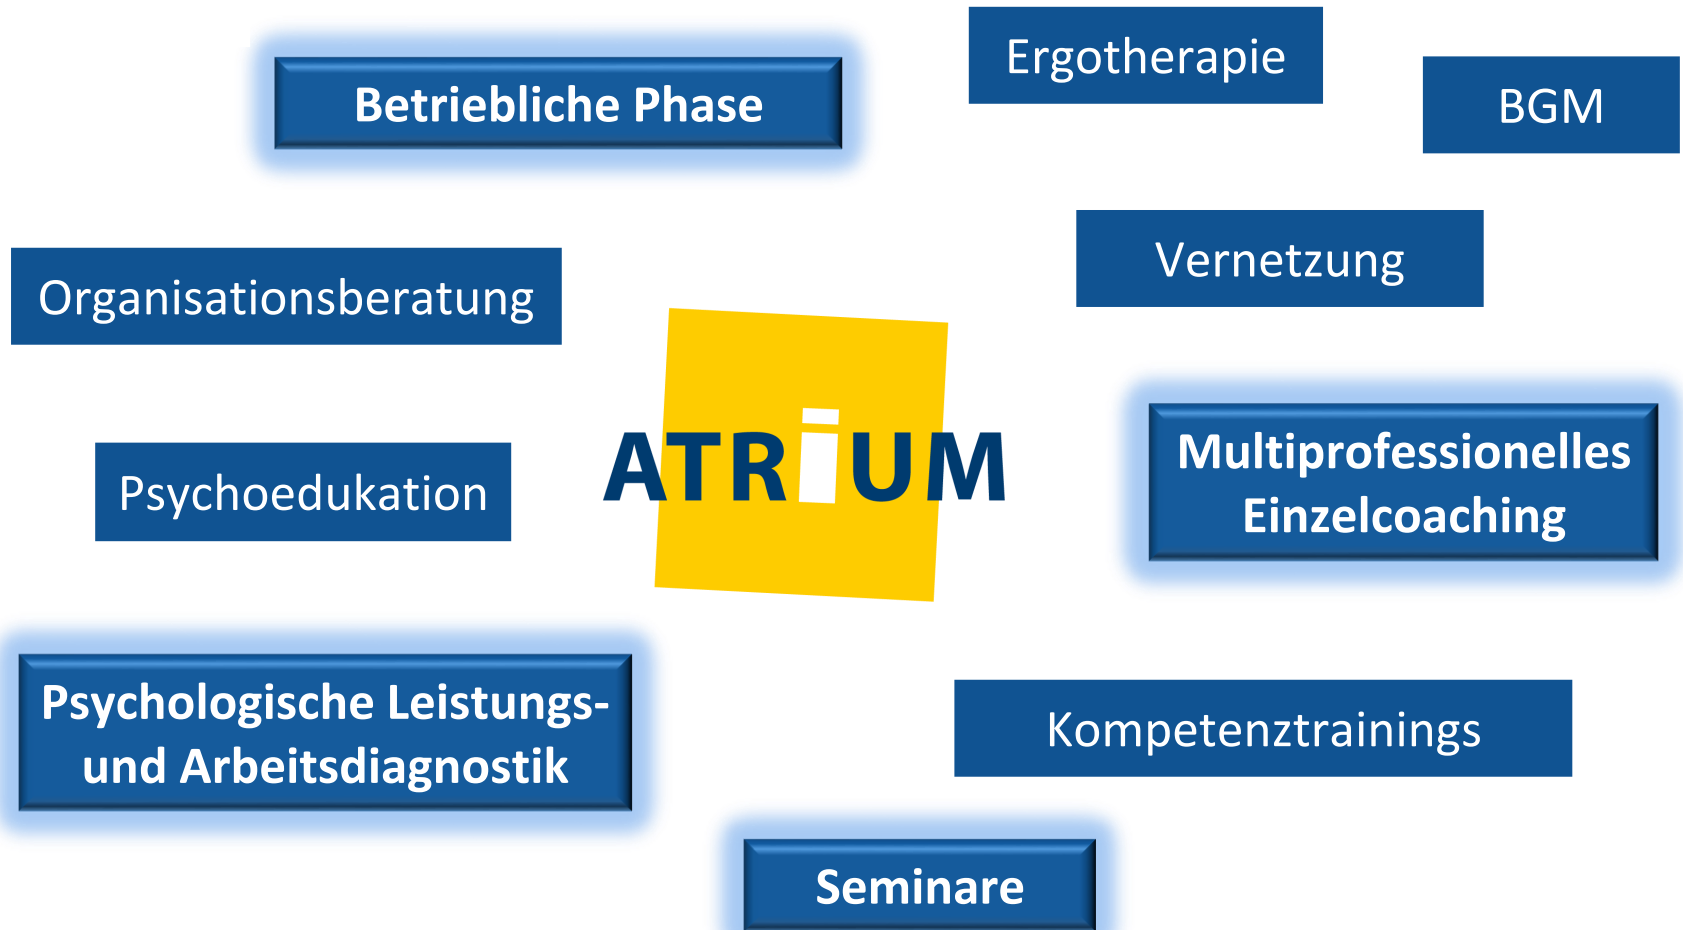 Ergotherapie
Betriebliche Phase
BGM
Vernetzung
Organisationsberatung
ATRiUM
Multiprofessionelles
Einzelcoaching
Psychoedukation
Psychologische Leistungs-
und Arbeitsdiagnostik
Kompetenztrainings
Seminare